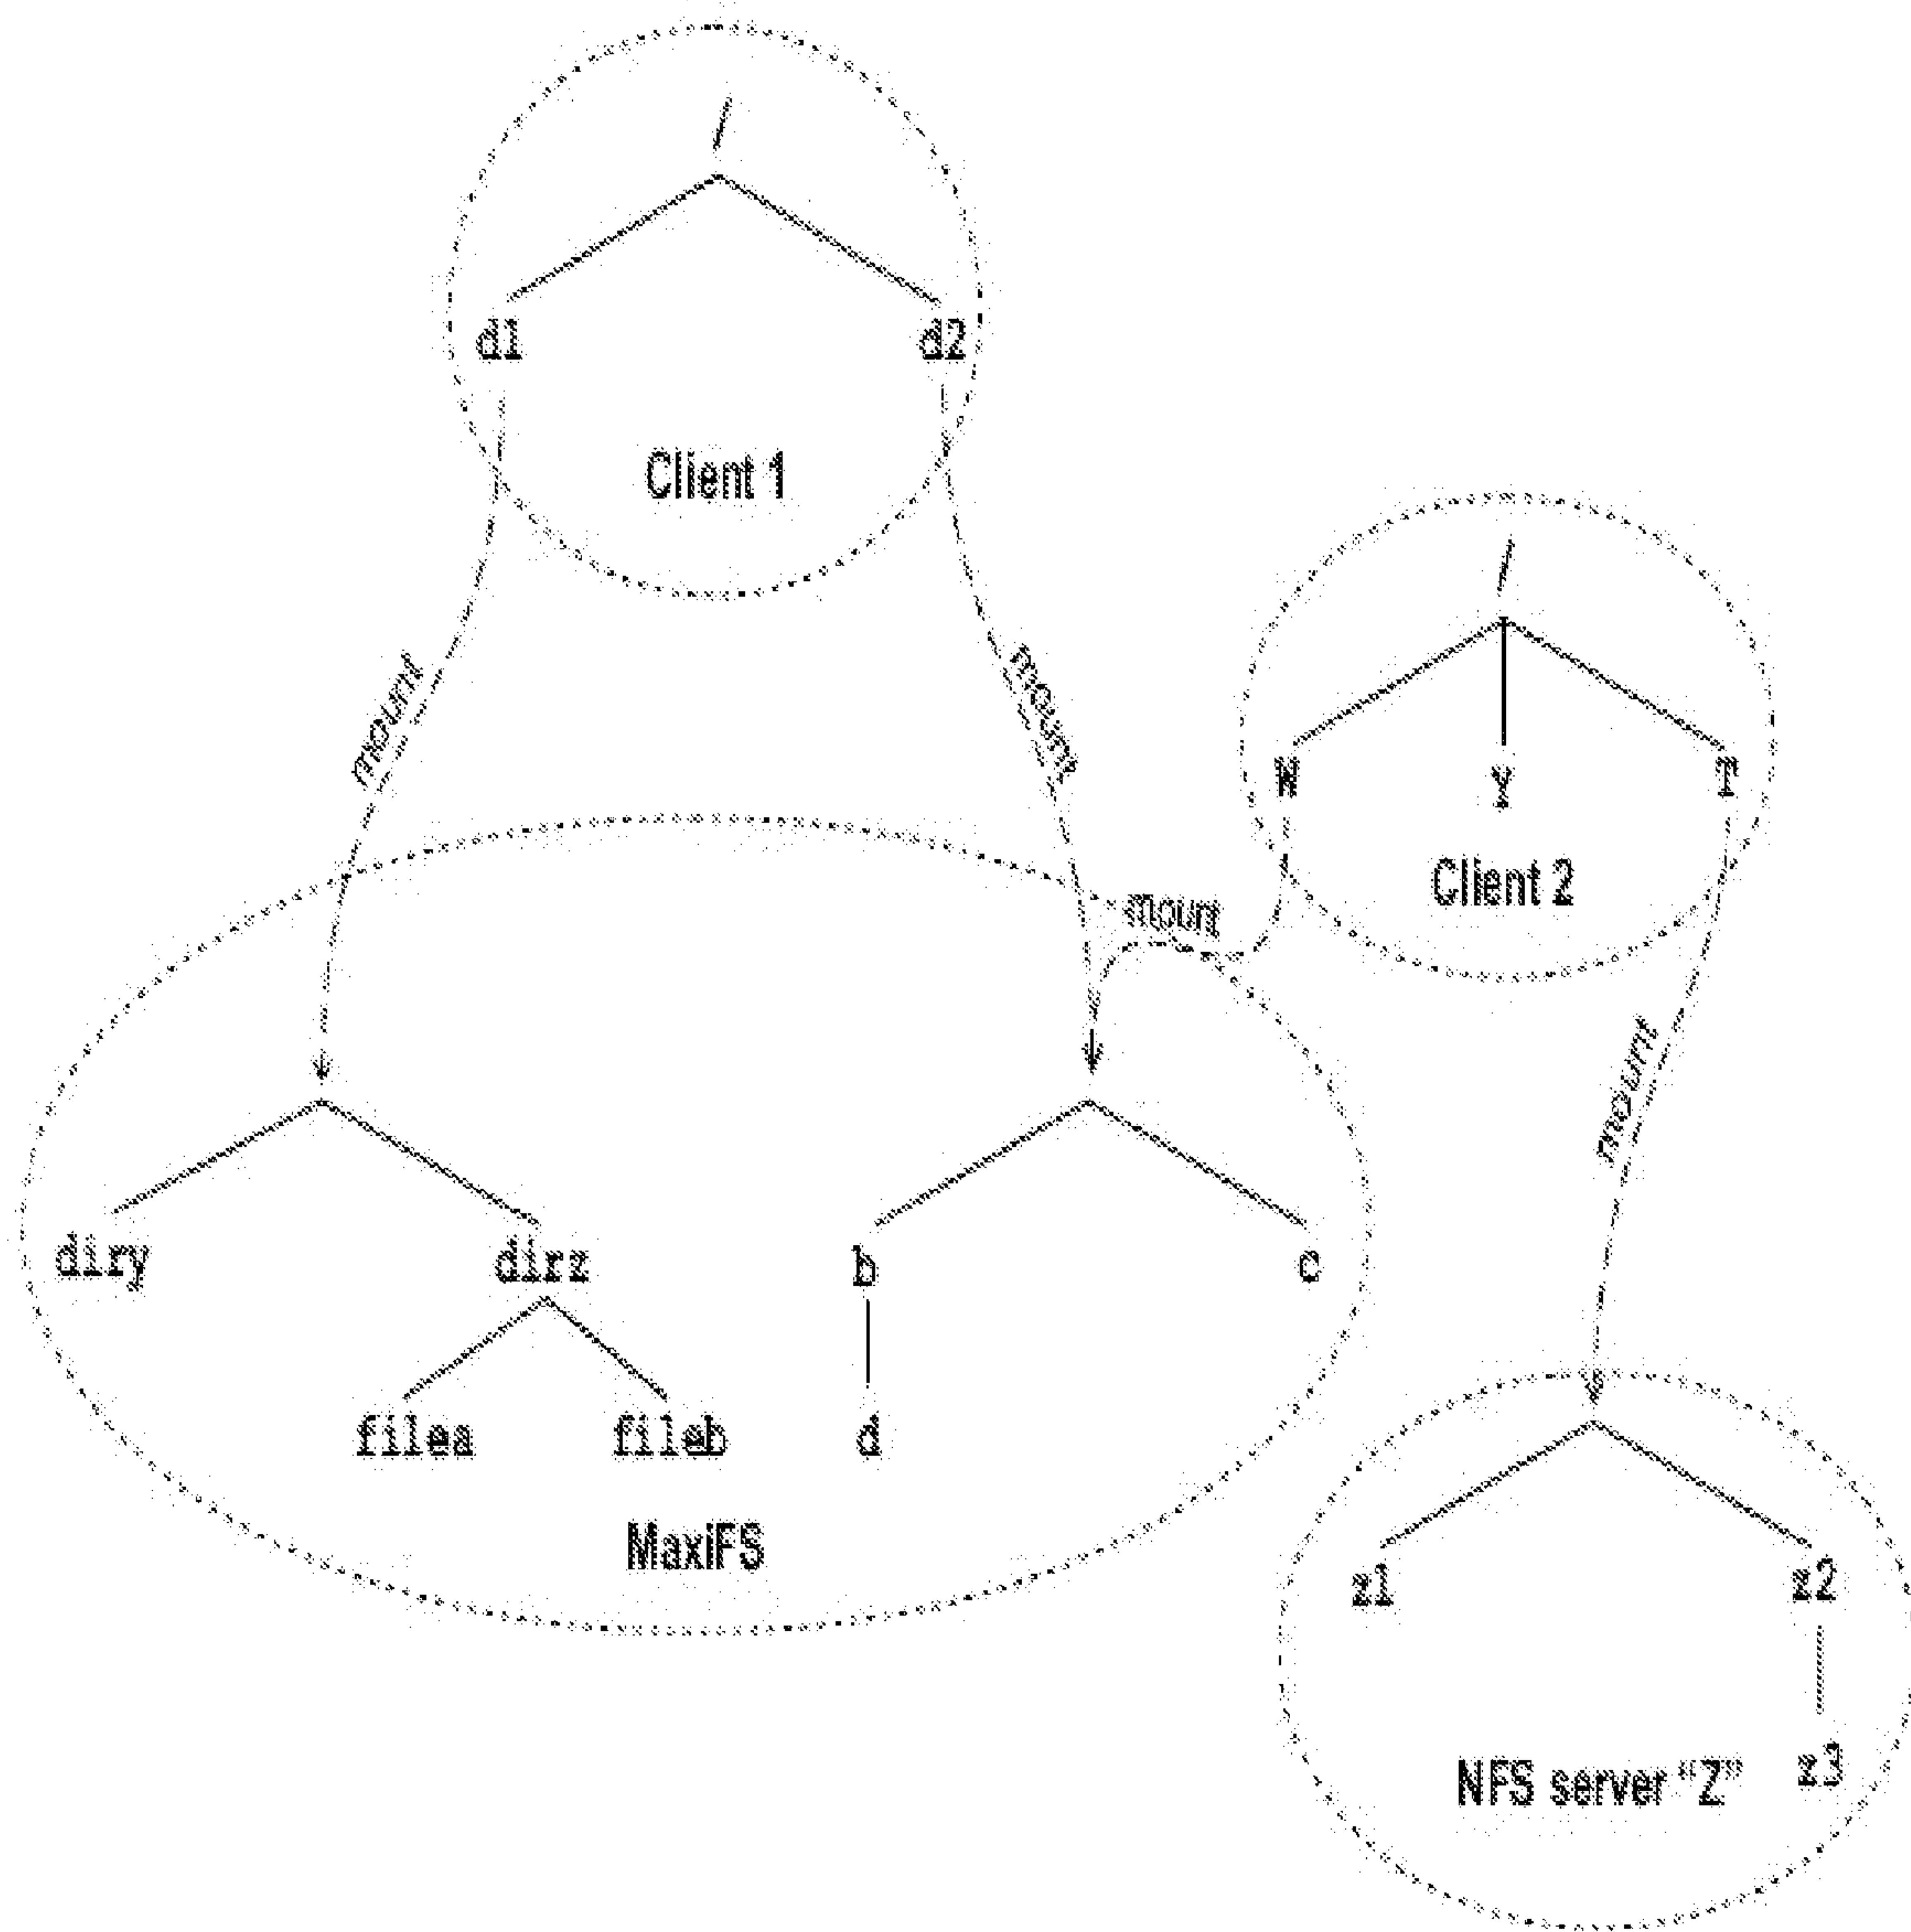 /
d1 d2
Client 1
/
mount mount
W Y T
Client 2
mount
mount
diry dirz b c
filea fileb d
MaxiFS
z1 z2
NFS server "Z" z3